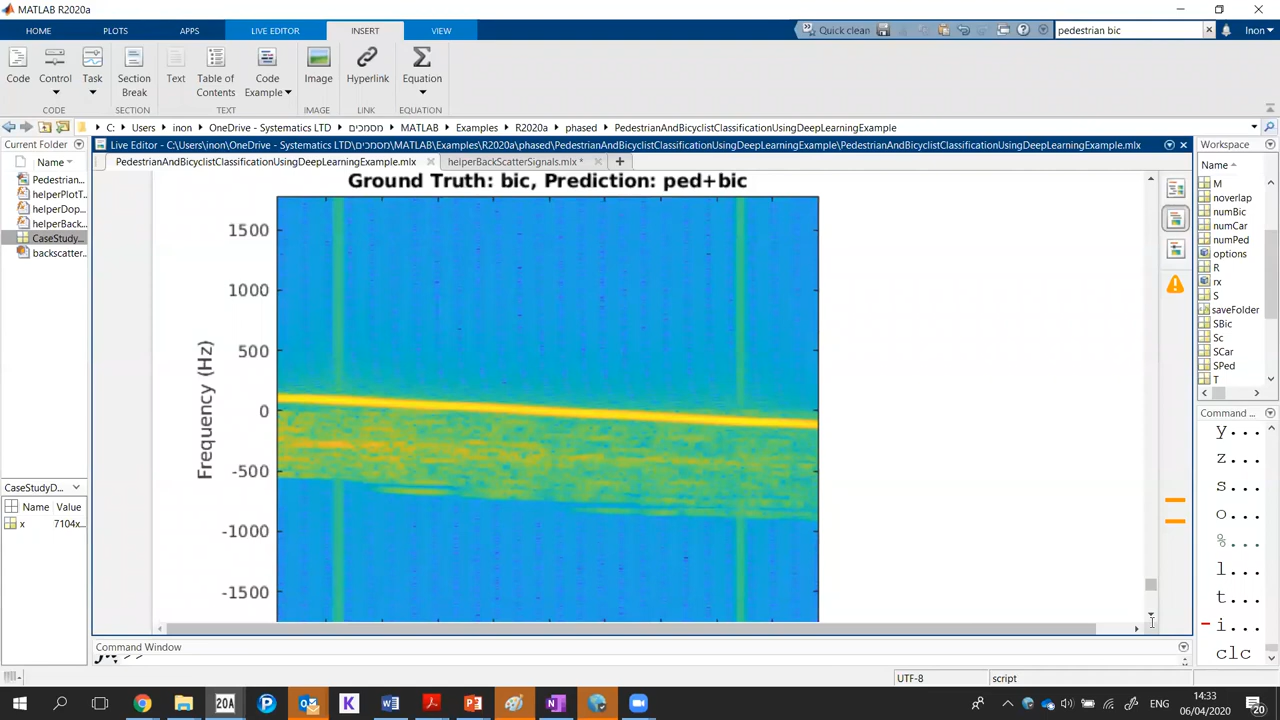 MATLAB R2020a
HOME PLOTS APPS LIVE EDITOR INSERT VIEW
Quick clean
pedestrian bic
Inon
Code Control Task Section Break Text Table of Contents Code Example Image Hyperlink Equation
CODE SECTION TEXT IMAGE EQUATION
C: Users inon OneDrive - Systematics LTD מסמכים MATLAB Examples R2020a phased PedestrianAndBicyclistClassificationUsingDeepLearningExample
Current Folder
Name
Pedestrian...
helperPlotT...
helperDop...
helperBack...
CaseStudy...
backscatter...
CaseStudyD...
Name Value
x 7104x...
Live Editor - C:\Users\inon\OneDrive - Systematics LTD\מסמכים\MATLAB\Examples\R2020a\phased\PedestrianAndBicyclistClassificationUsingDeepLearningExample\PedestrianAndBicyclistClassificationUsingDeepLearningExample.mlx
PedestrianAndBicyclistClassificationUsingDeepLearningExample.mlx helperBackScatterSignals.mlx *
Ground Truth: bic, Prediction: ped+bic
Frequency (Hz)
1500
1000
500
0
-500
-1000
-1500
Command Window
>>
Workspace
Name
M
noverlap
numBic
numCar
numPed
options
R
rx
S
saveFolder
SBic
Sc
SCar
SPed
T
Command ...
y...
z...
s...
o...
%...
l...
t...
i...
clc
UTF-8 script
20A
ENG
14:33
06/04/2020
20